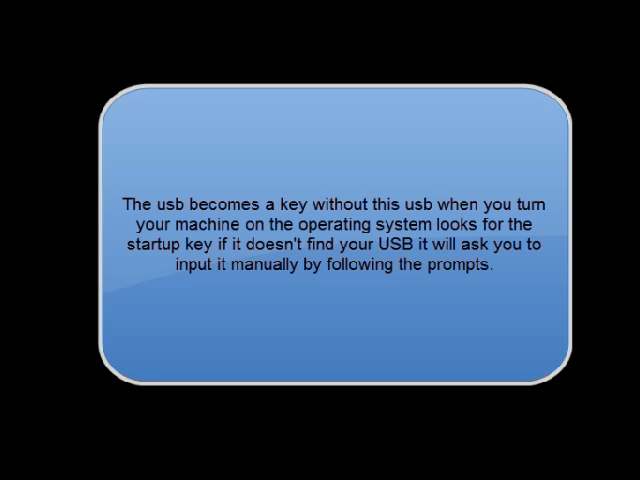 The usb becomes a key without this usb when you turn
your machine on the operating system looks for the
startup key if it doesn't find your USB it will ask you to
input it manually by following the prompts.